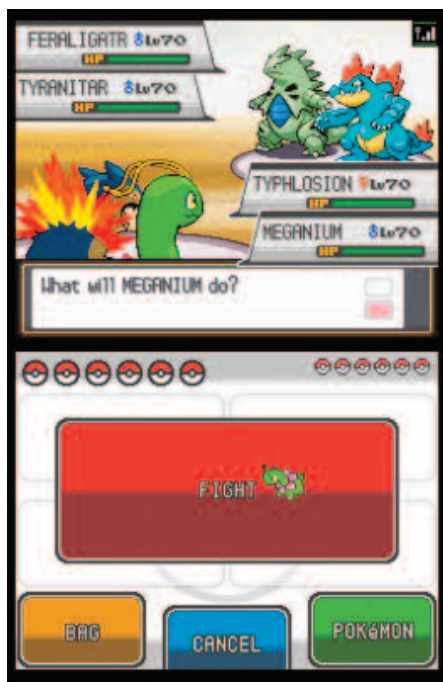 FERALIGATR ♂Lv70
HP
TYRANITAR ♂Lv70
HP
TYPHLOSION ♀Lv70
HP
MEGANIUM ♂Lv70
HP
What will MEGANIUM do?
FIGHT
BAG
CANCEL
POKéMON